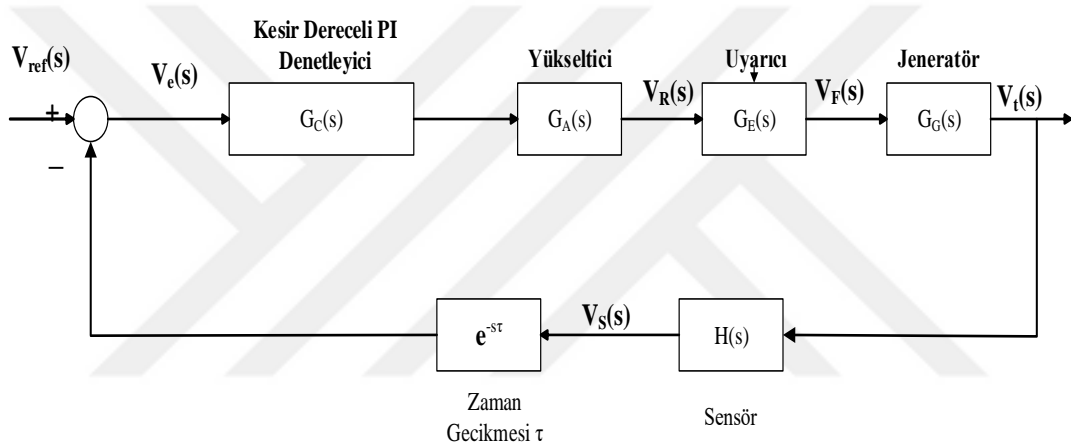 Kesir Dereceli PI
Denetleyici
Yükseltici
Uyarıcı
Jeneratör
V_ref(s)
V_e(s)
V_R(s)
V_F(s)
V_t(s)
+
G_C(s)
G_A(s)
G_E(s)
G_G(s)
−
e^-sτ
V_S(s)
H(s)
Zaman
Gecikmesi τ
Sensör